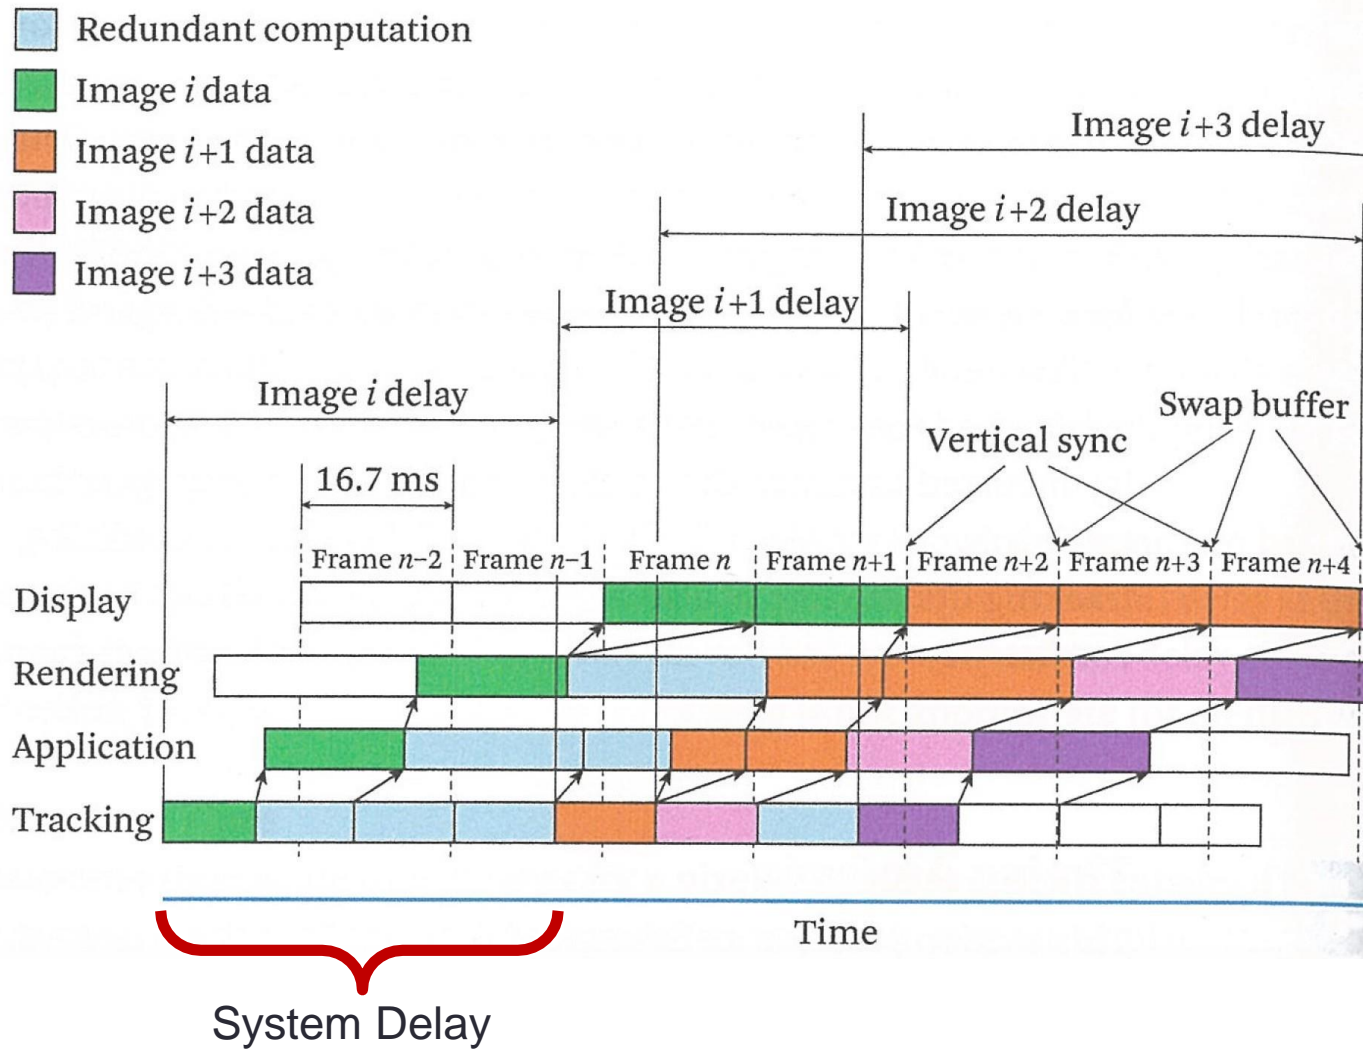 Redundant computation
Image i data
Image i+1 data
Image i+2 data
Image i+3 data
Image i+3 delay
Image i+2 delay
Image i+1 delay
Image i delay
Swap buffer
Vertical sync
16.7 ms
Frame n–2
Frame n–1
Frame n
Frame n+1
Frame n+2
Frame n+3
Frame n+4
Display
Rendering
Application
Tracking
Time
System Delay